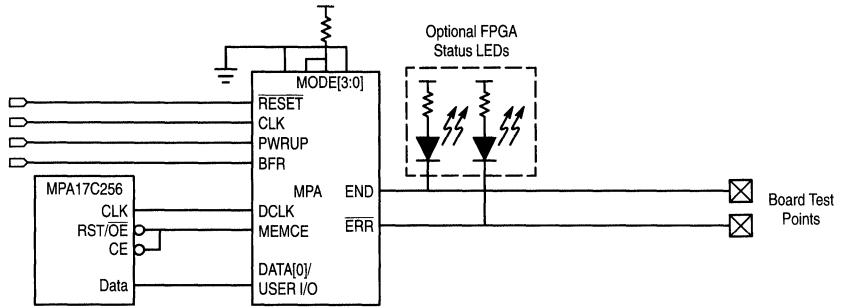 Optional FPGA
Status LEDs
MODE[3:0]
RESET
CLK
PWRUP
BFR
MPA17C256
MPA
END
CLK
DCLK
Board Test
Points
RST/OE
MEMCE
ERR
CE
DATA[0]/
Data
USER I/O